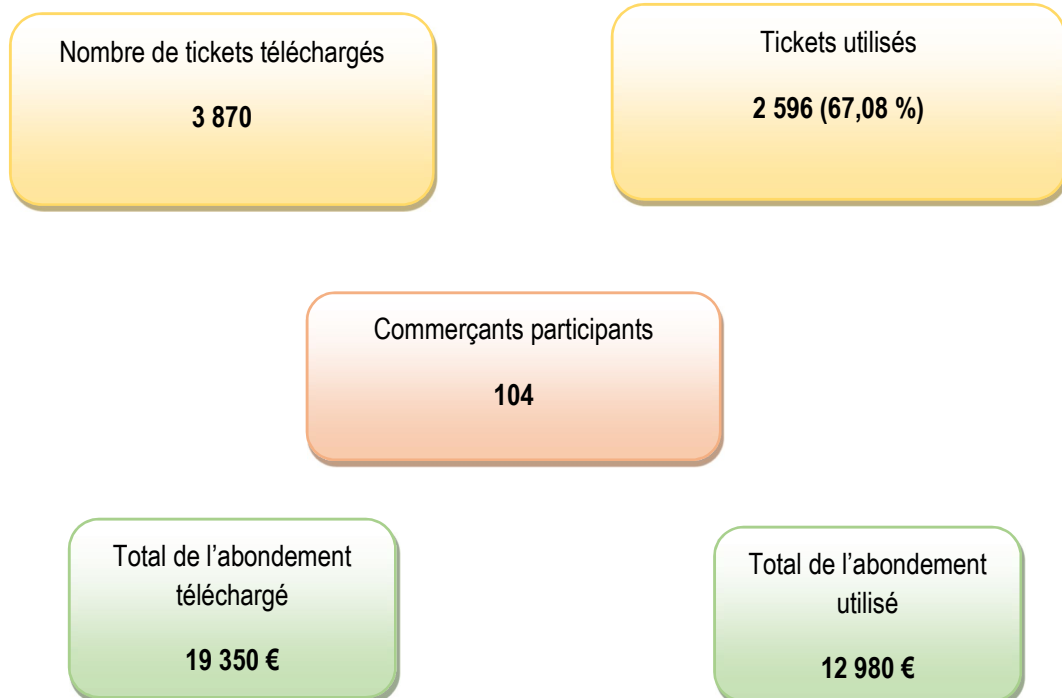 Nombre de tickets téléchargés
3 870
Tickets utilisés
2 596 (67,08 %)
Commerçants participants
104
Total de l’abondement
téléchargé
19 350 €
Total de l’abondement
utilisé
12 980 €